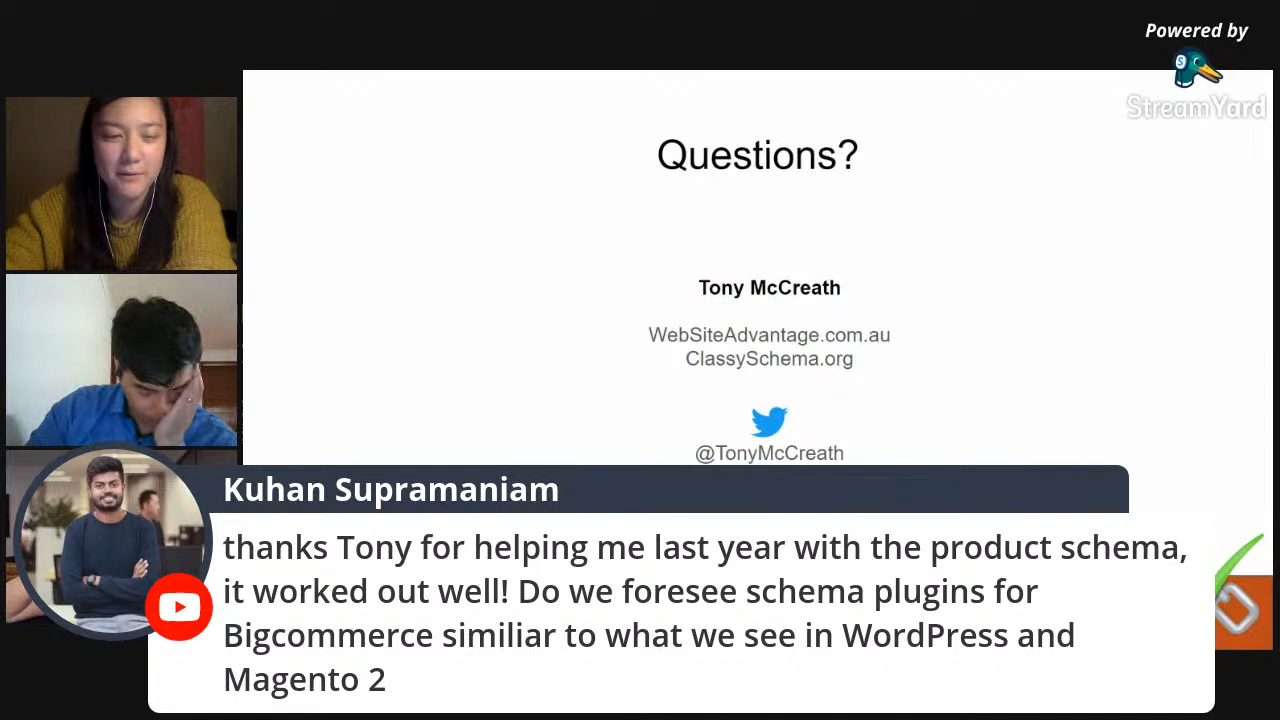 Powered by
StreamYard
Questions?
Tony McCreath
WebSiteAdvantage.com.au
ClassySchema.org
@TonyMcCreath
Kuhan Supramaniam
thanks Tony for helping me last year with the product schema,
it worked out well! Do we foresee schema plugins for
Bigcommerce similiar to what we see in WordPress and
Magento 2